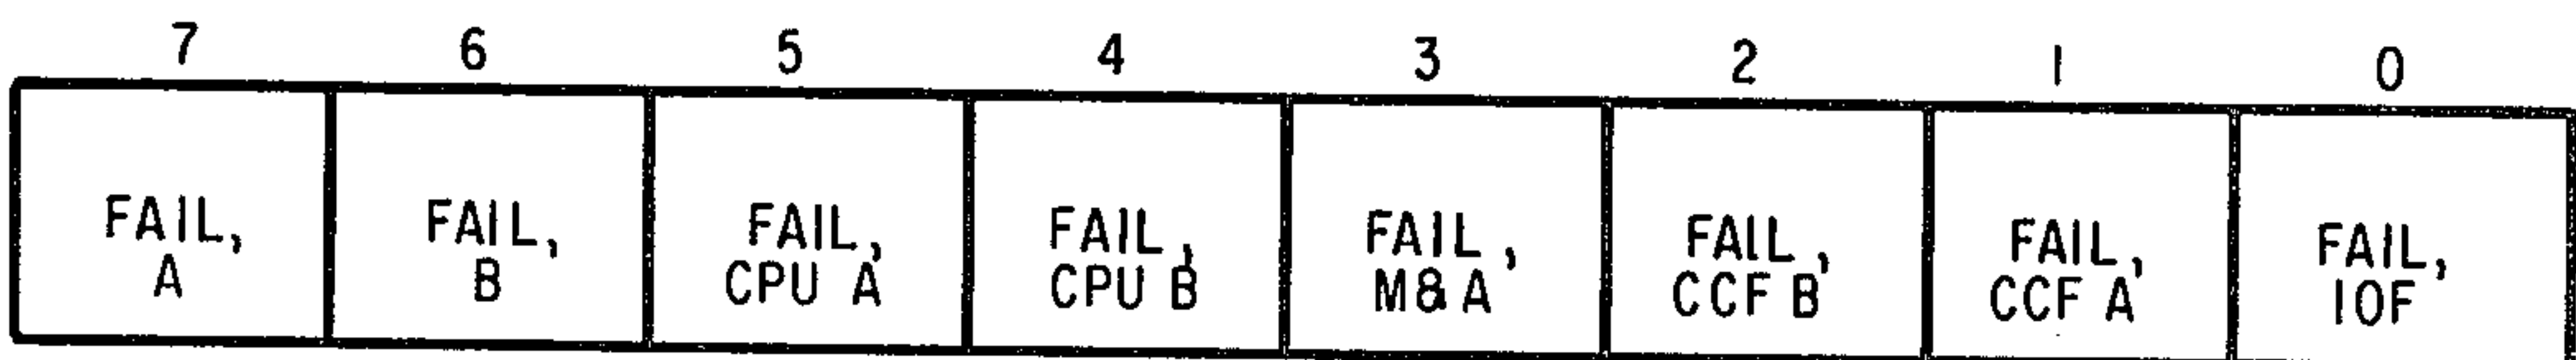 7 6 5 4 3 2 1 0
FAIL, FAIL, FAIL, FAIL, FAIL, FAIL, FAIL, FAIL,
A B CPU A CPU B M&A CCF B CCF A IOF